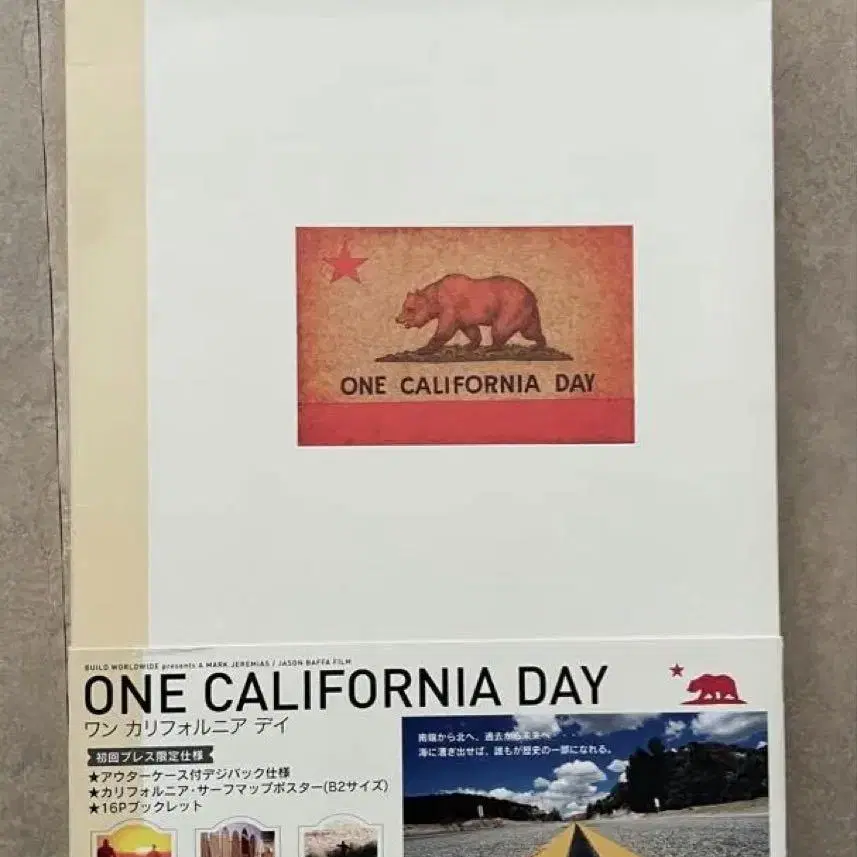 ONE CALIFORNIA DAY
BUILD WORLDWIDE presents A MARK JEREMIAS / JASON BAFFA FILM
ONE CALIFORNIA DAY
ワン カリフォルニア デイ
初回プレス限定仕様
★アウターケース付デジパック仕様
★カリフォルニア・サーフマップポスター(B2サイズ)
★16Pブックレット
南端から北へ、過去から未来へ・・・・
海に漕ぎ出せば、誰もが歴史の一部になれる。